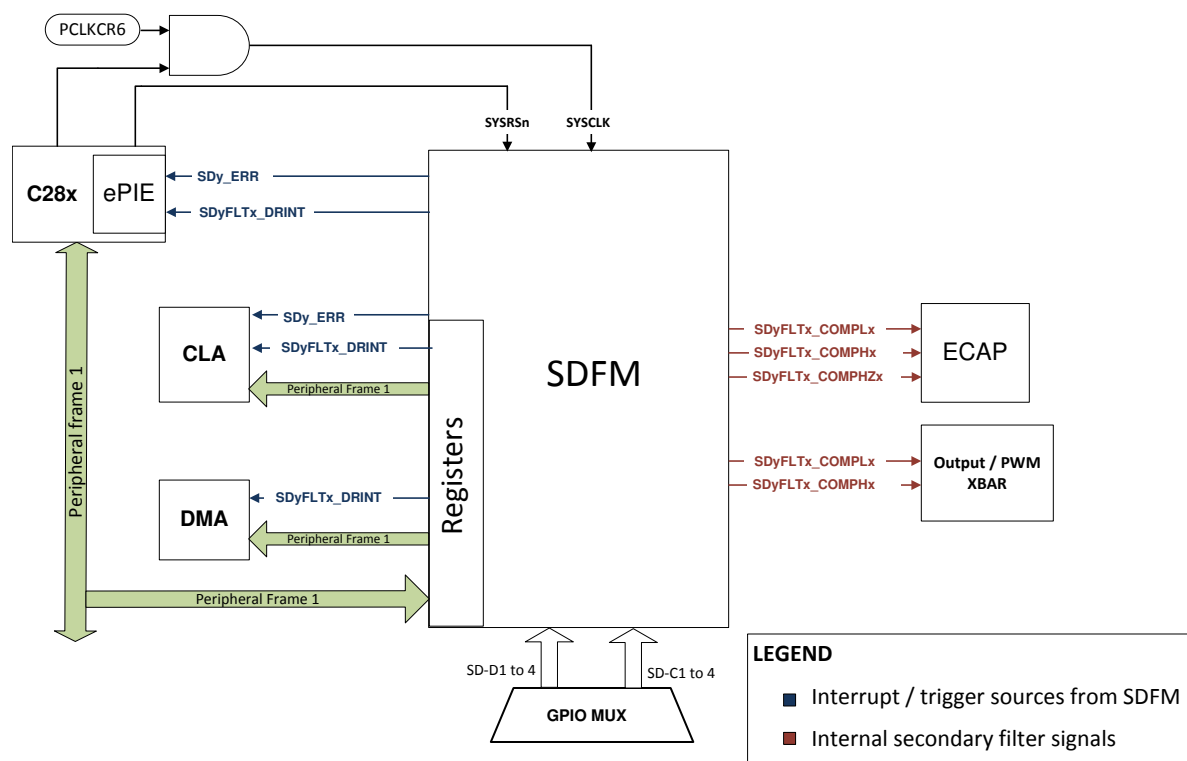 PCLKCR6
SYSRSn
SYSCLK
C28x
ePIE
SDy_ERR
SDyFLTx_DRINT
Peripheral frame 1
CLA
SDy_ERR
SDyFLTx_DRINT
Peripheral Frame 1
DMA
SDyFLTx_DRINT
Peripheral Frame 1
Peripheral Frame 1
Registers
SDFM
SDyFLTx_COMPLx
SDyFLTx_COMPHx
SDyFLTx_COMPHZx
ECAP
SDyFLTx_COMPLx
SDyFLTx_COMPHx
Output / PWM
XBAR
SD-D1 to 4
SD-C1 to 4
GPIO MUX
LEGEND
Interrupt / trigger sources from SDFM
Internal secondary filter signals